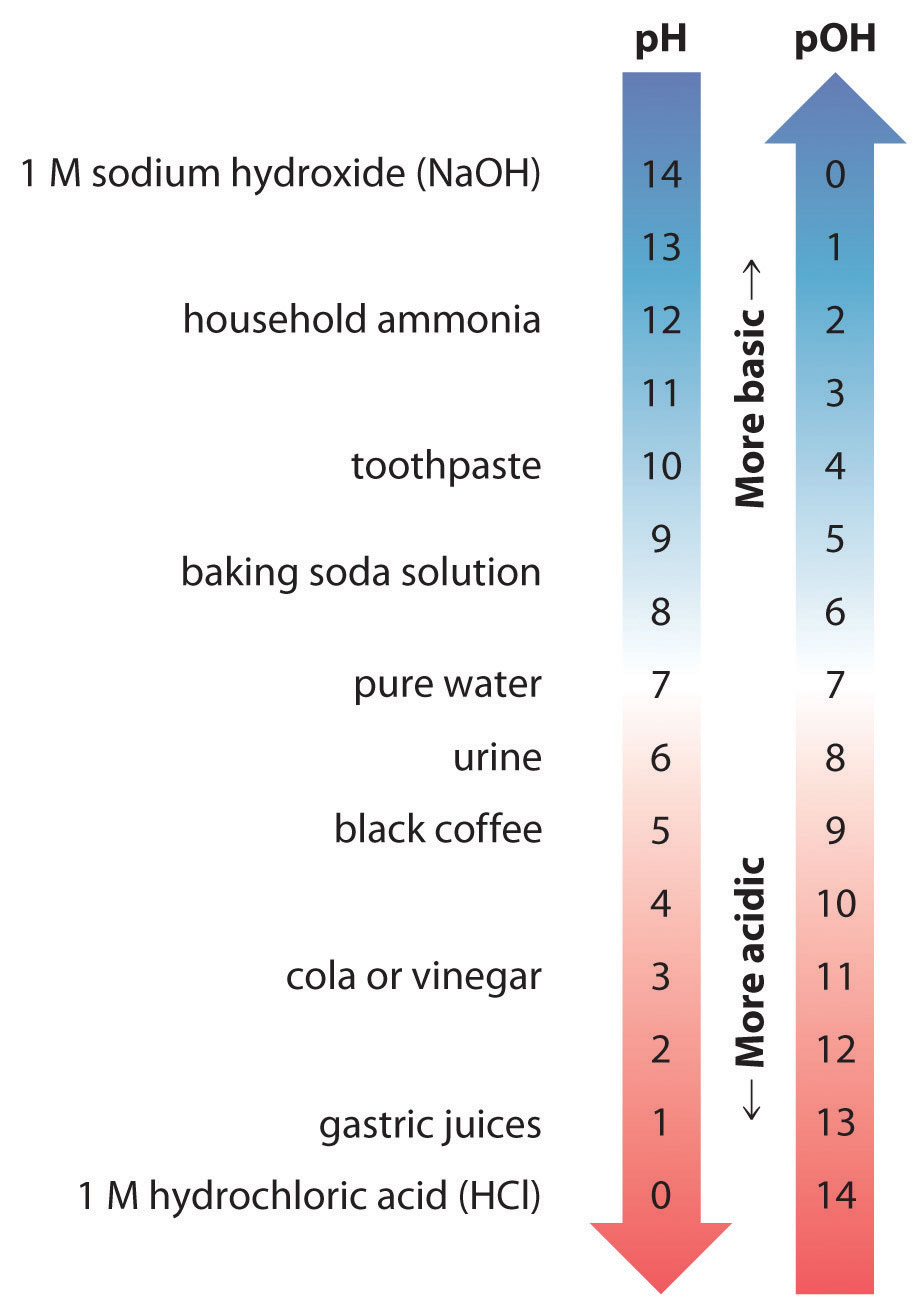 pH pOH
1 M sodium hydroxide (NaOH) 14 0
13 1
household ammonia 12 2
11 3
toothpaste 10 4
9 5
baking soda solution
8 6
pure water 7 7
urine 6 8
black coffee 5 9
4 10
cola or vinegar 3 11
2 12
gastric juices 1 13
1 M hydrochloric acid (HCl) 0 14
More basic →
← More acidic